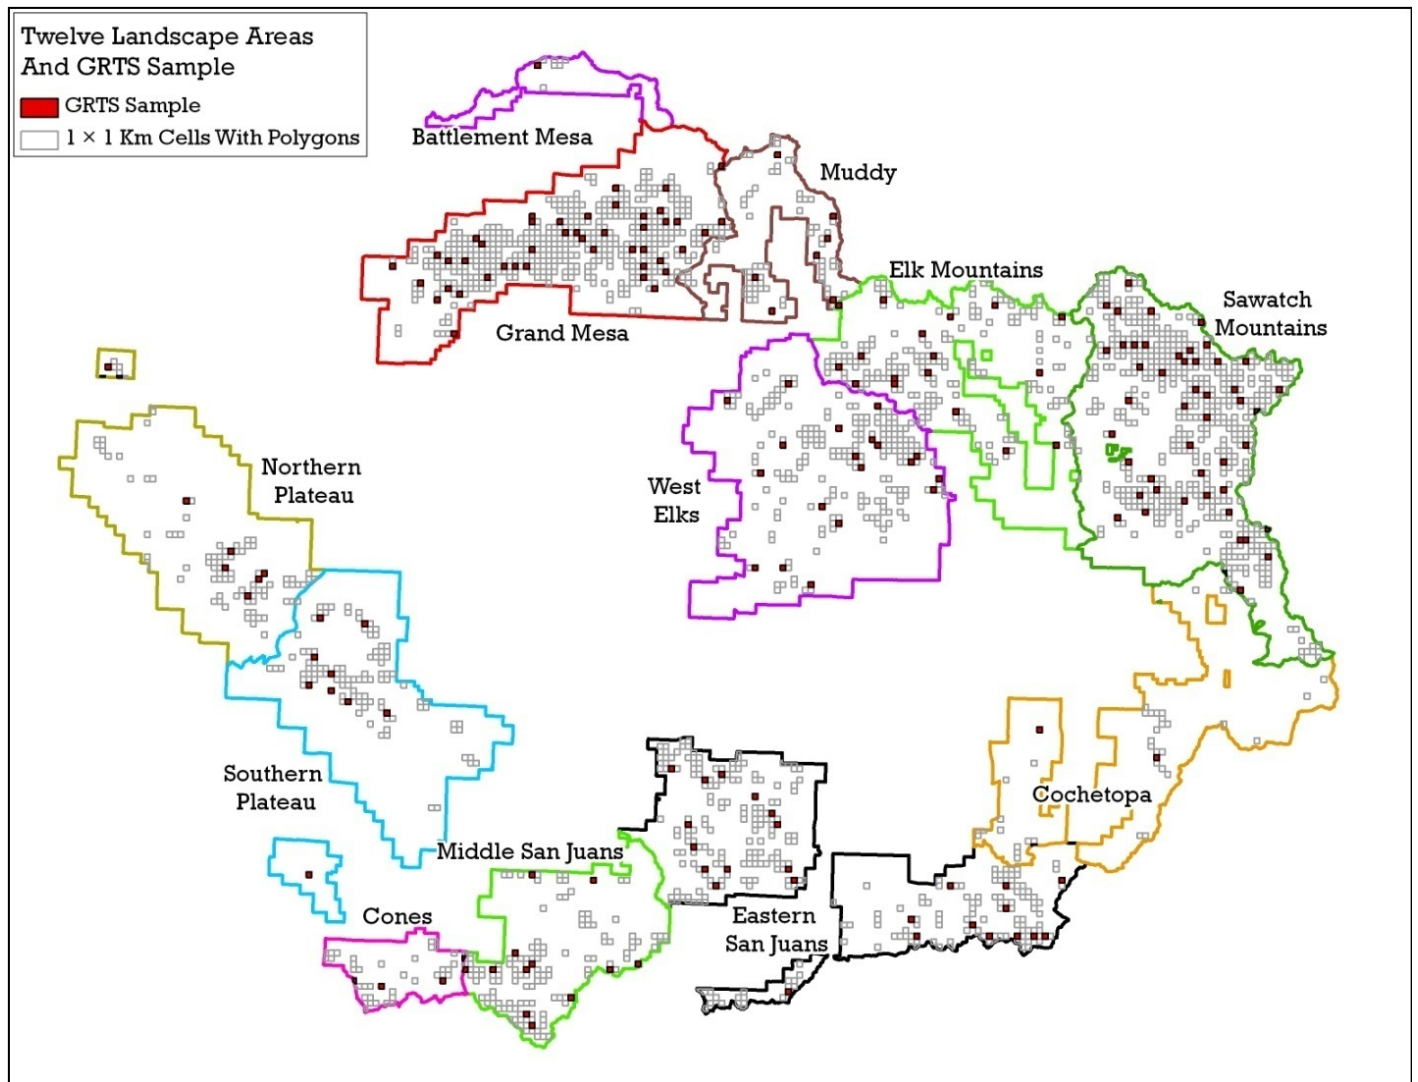 Twelve Landscape Areas
And GRTS Sample
GRTS Sample
1 × 1 Km Cells With Polygons
Battlement Mesa
Muddy
Elk Mountains
Sawatch
Mountains
Grand Mesa
Northern
Plateau
West
Elks
Southern
Plateau
Cochetopa
Middle San Juans
Cones
Eastern
San Juans